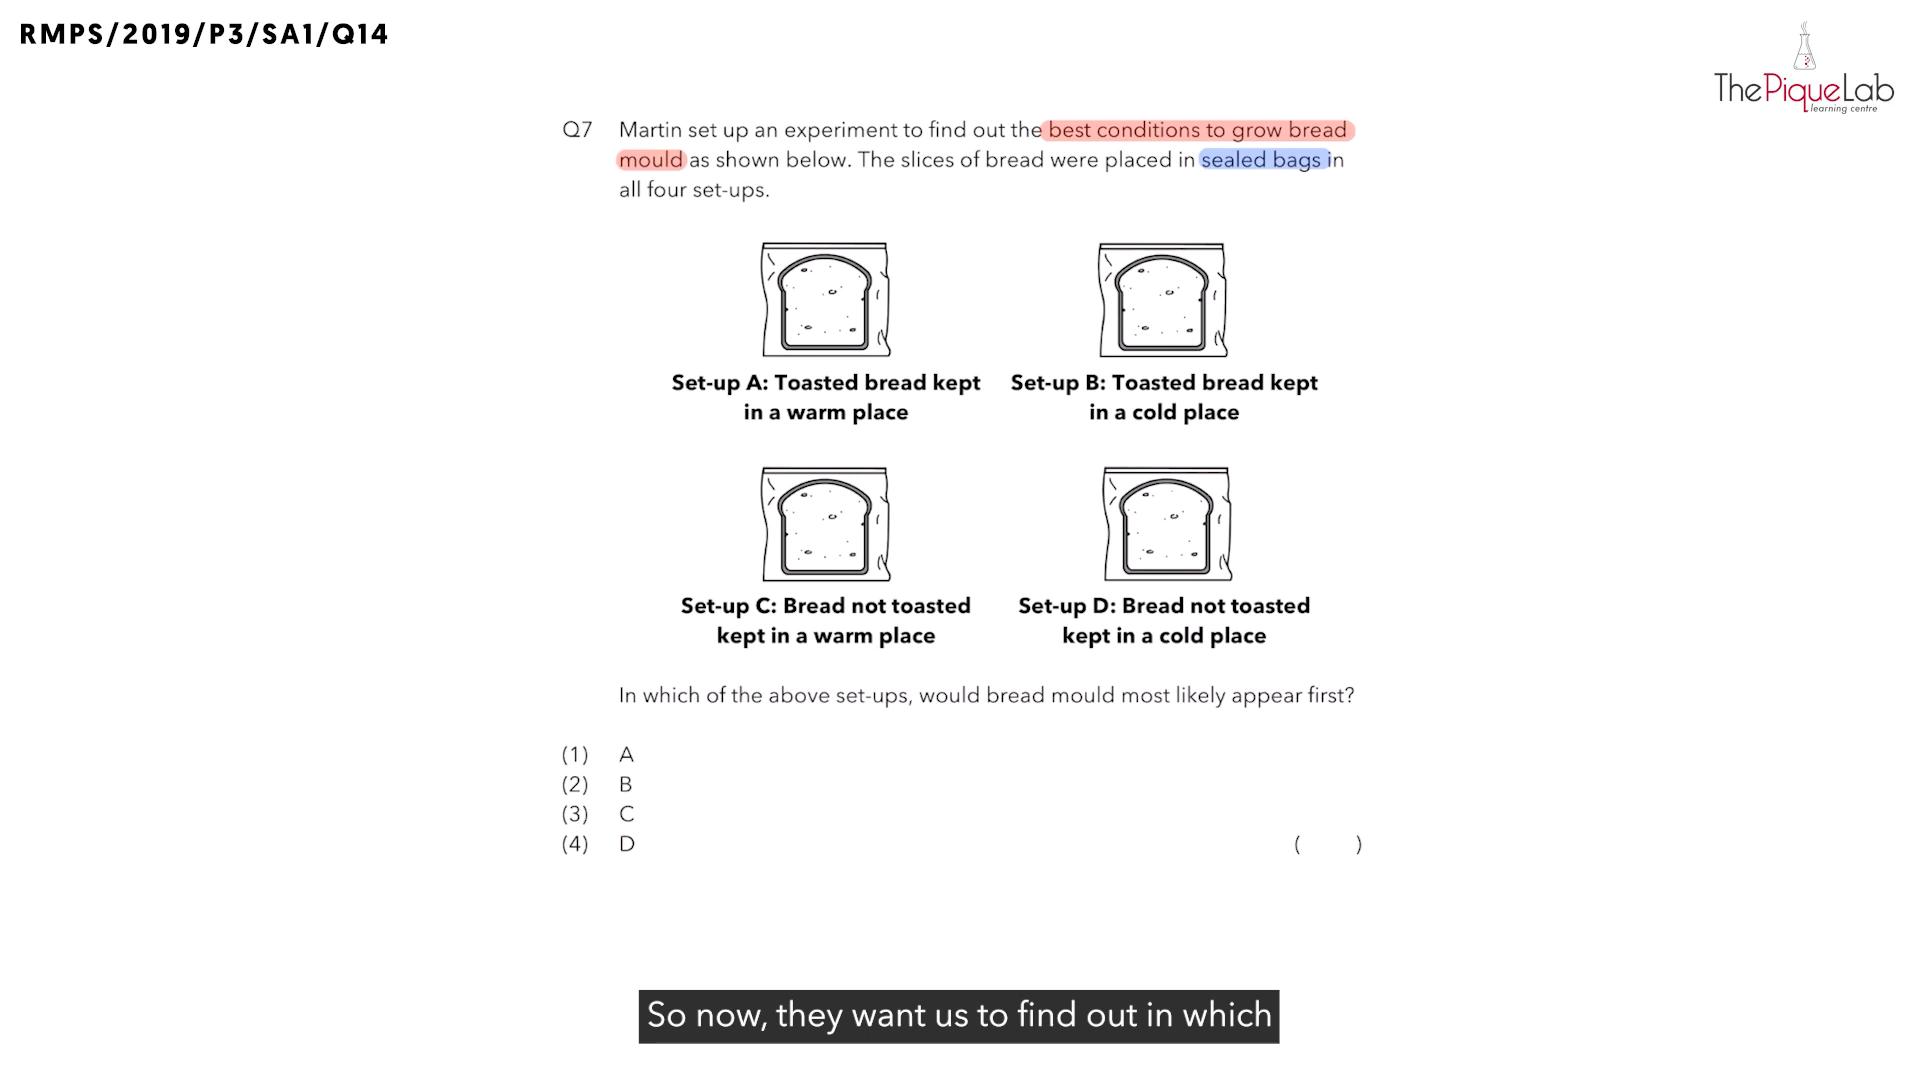 RMPS/2019/P3/SA1/Q14
ThePiqueLab
learning centre
Q7 Martin set up an experiment to find out the best conditions to grow bread
mould as shown below. The slices of bread were placed in sealed bags in
all four set-ups.
Set-up A: Toasted bread kept
in a warm place
Set-up B: Toasted bread kept
in a cold place
Set-up C: Bread not toasted
kept in a warm place
Set-up D: Bread not toasted
kept in a cold place
In which of the above set-ups, would bread mould most likely appear first?
(1) A
(2) B
(3) C
(4) D ( )
So now, they want us to find out in which